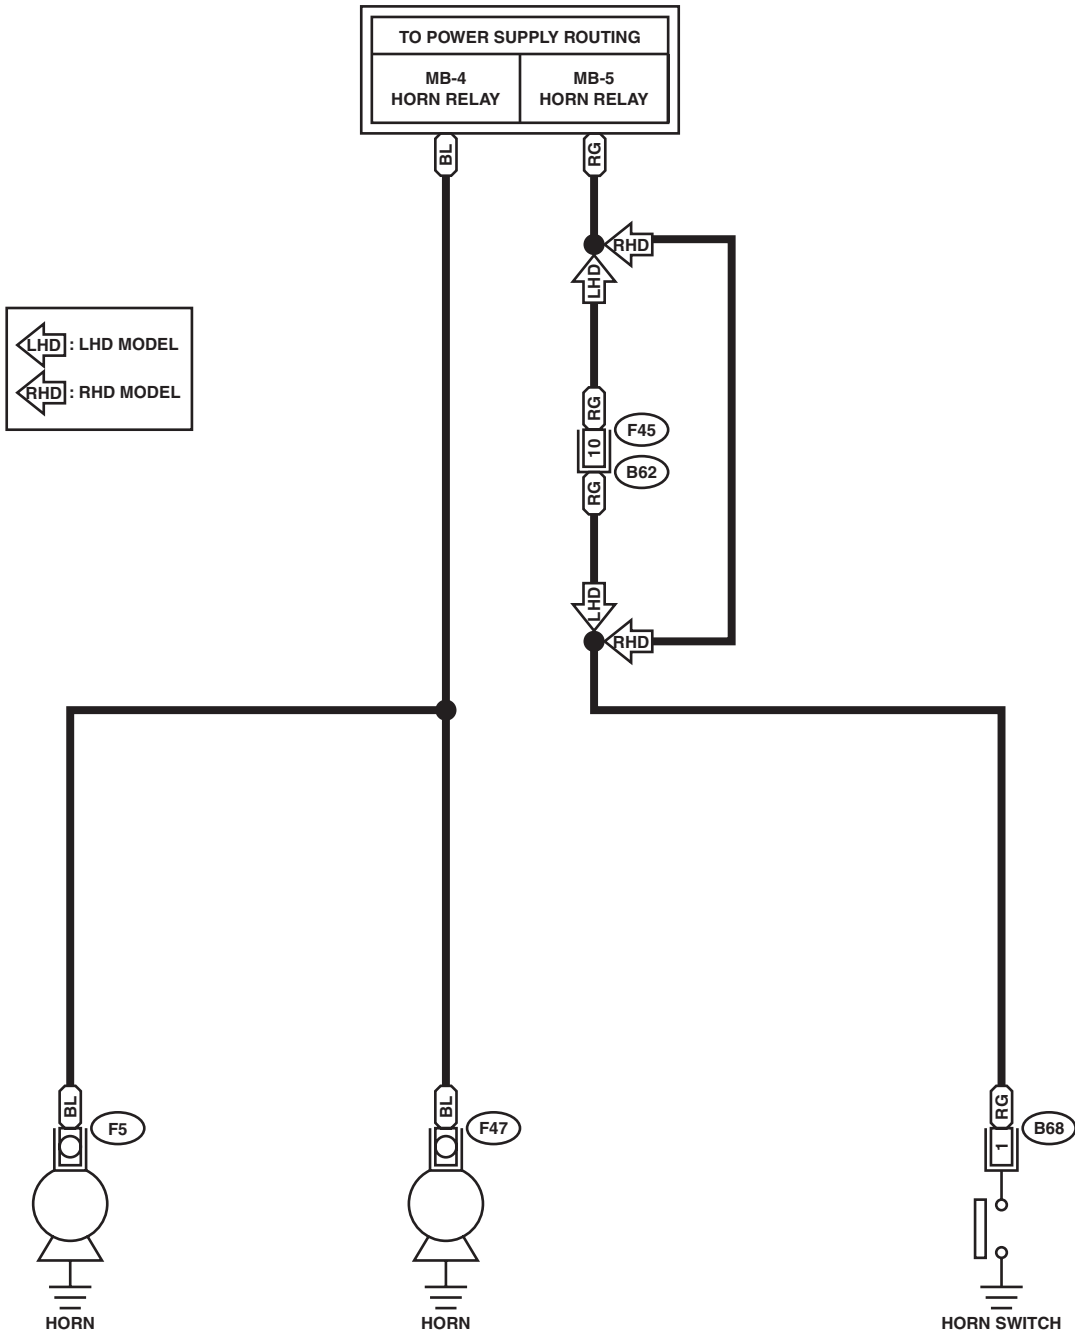 TO POWER SUPPLY ROUTING
MB-4
HORN RELAY
MB-5
HORN RELAY
BL
RG
RHD
LHD
LHD : LHD MODEL
RHD : RHD MODEL
RG
F45
10
B62
RG
LHD
RHD
BL
F5
BL
F47
RG
1
B68
HORN
HORN
HORN SWITCH